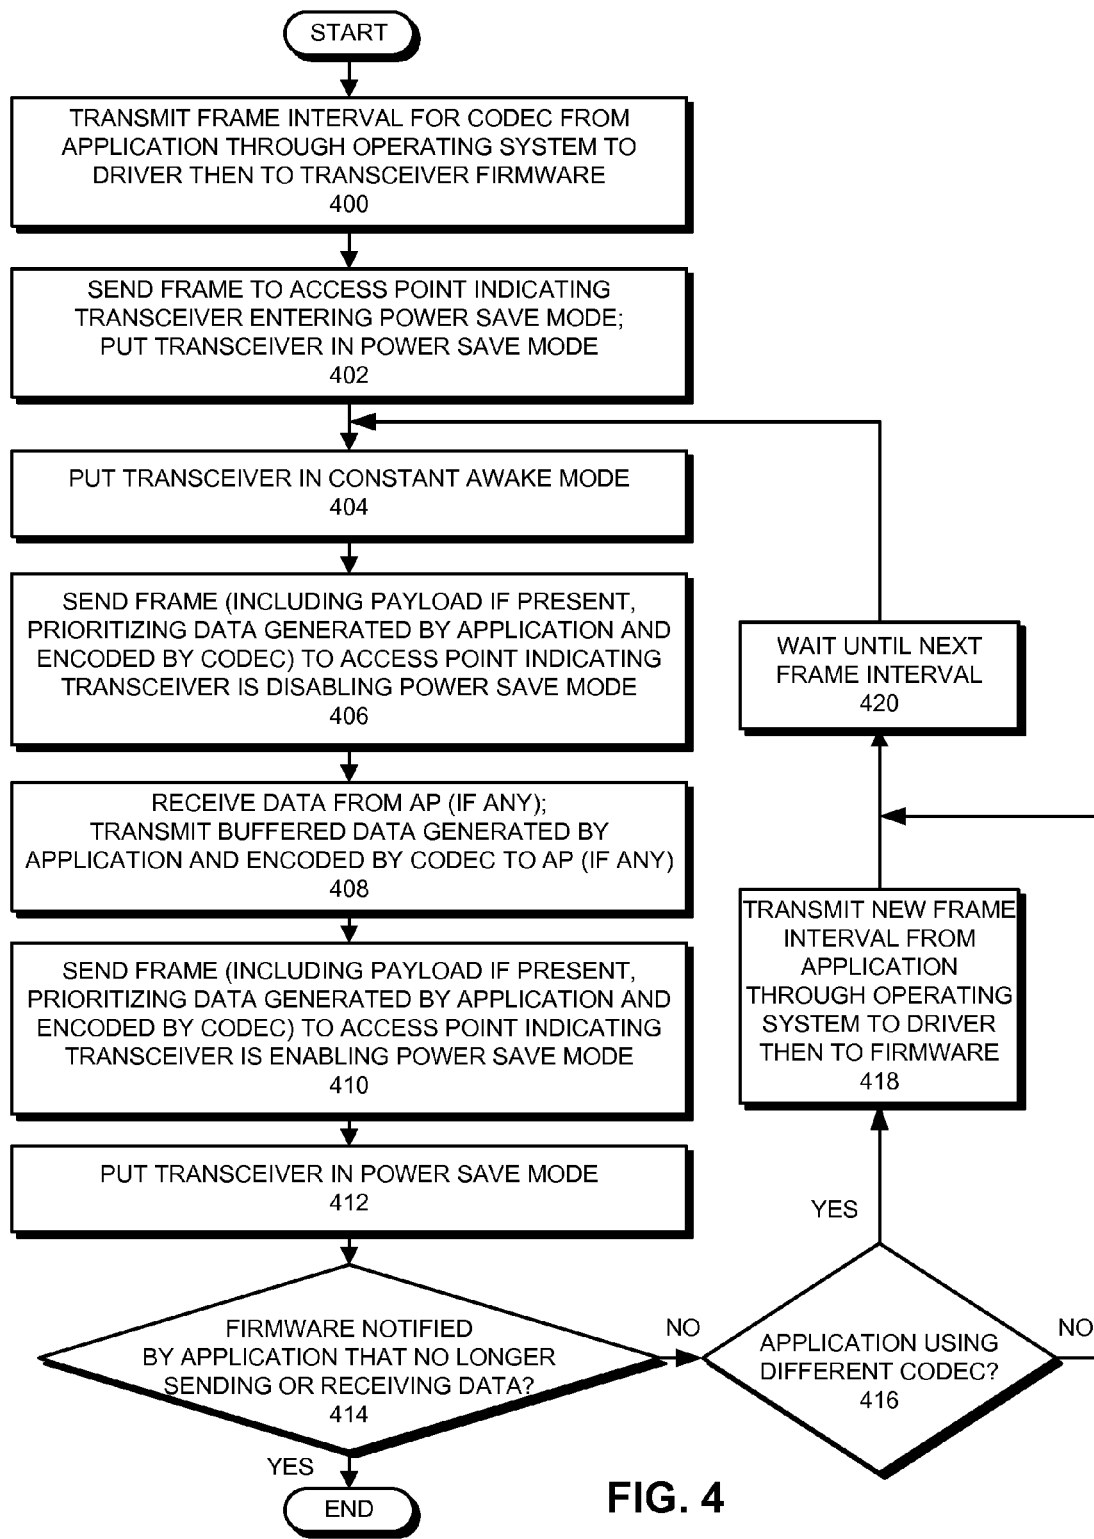 START
TRANSMIT FRAME INTERVAL FOR CODEC FROM
APPLICATION THROUGH OPERATING SYSTEM TO
DRIVER THEN TO TRANSCEIVER FIRMWARE
400
SEND FRAME TO ACCESS POINT INDICATING
TRANSCEIVER ENTERING POWER SAVE MODE;
PUT TRANSCEIVER IN POWER SAVE MODE
402
PUT TRANSCEIVER IN CONSTANT AWAKE MODE
404
SEND FRAME (INCLUDING PAYLOAD IF PRESENT,
PRIORITIZING DATA GENERATED BY APPLICATION AND
ENCODED BY CODEC) TO ACCESS POINT INDICATING
TRANSCEIVER IS DISABLING POWER SAVE MODE
406
RECEIVE DATA FROM AP (IF ANY);
TRANSMIT BUFFERED DATA GENERATED BY
APPLICATION AND ENCODED BY CODEC TO AP (IF ANY)
408
SEND FRAME (INCLUDING PAYLOAD IF PRESENT,
PRIORITIZING DATA GENERATED BY APPLICATION AND
ENCODED BY CODEC) TO ACCESS POINT INDICATING
TRANSCEIVER IS ENABLING POWER SAVE MODE
410
PUT TRANSCEIVER IN POWER SAVE MODE
412
FIRMWARE NOTIFIED
BY APPLICATION THAT NO LONGER
SENDING OR RECEIVING DATA?
414
YES
END
NO
APPLICATION USING
DIFFERENT CODEC?
416
NO
YES
TRANSMIT NEW FRAME
INTERVAL FROM
APPLICATION
THROUGH OPERATING
SYSTEM TO DRIVER
THEN TO FIRMWARE
418
WAIT UNTIL NEXT
FRAME INTERVAL
420
FIG. 4